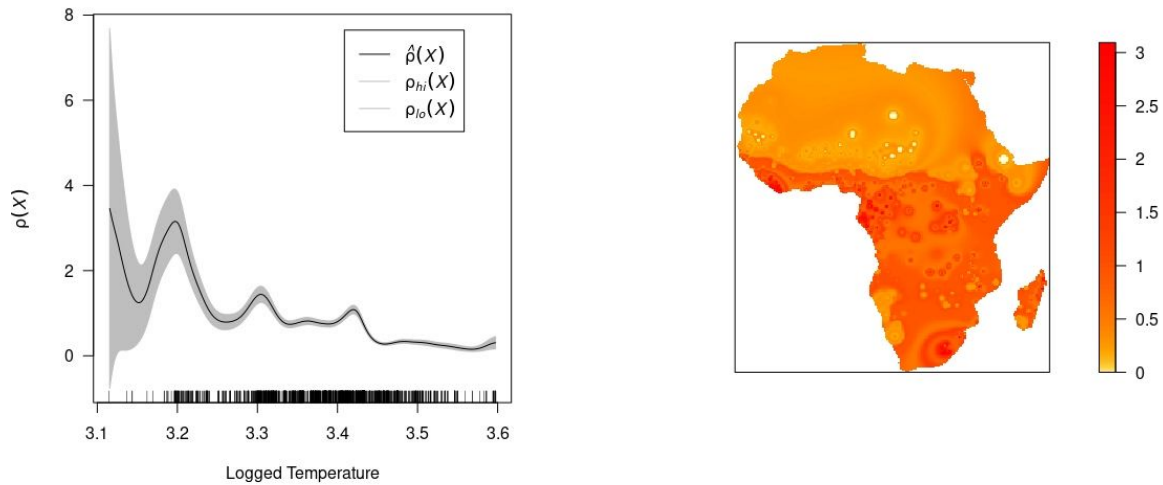 8
6
4
2
0
ρ(X)
ρ̂(X)
ρhi(X)
ρlo(X)
3.1 3.2 3.3 3.4 3.5 3.6
Logged Temperature
3
2.5
2
1.5
1
0.5
0